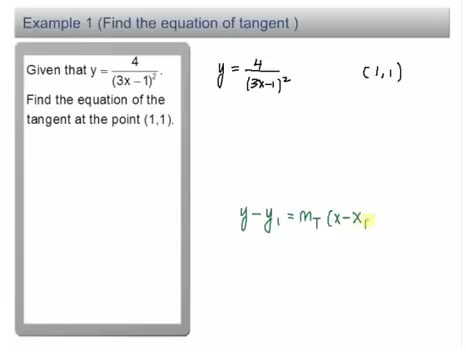 Example 1 (Find the equation of tangent )
Given that y = 4/(3x – 1)².
Find the equation of the
tangent at the point (1,1).
y = 4/(3x-1)² (1,1)
y - y₁ = m_T (x - x₁